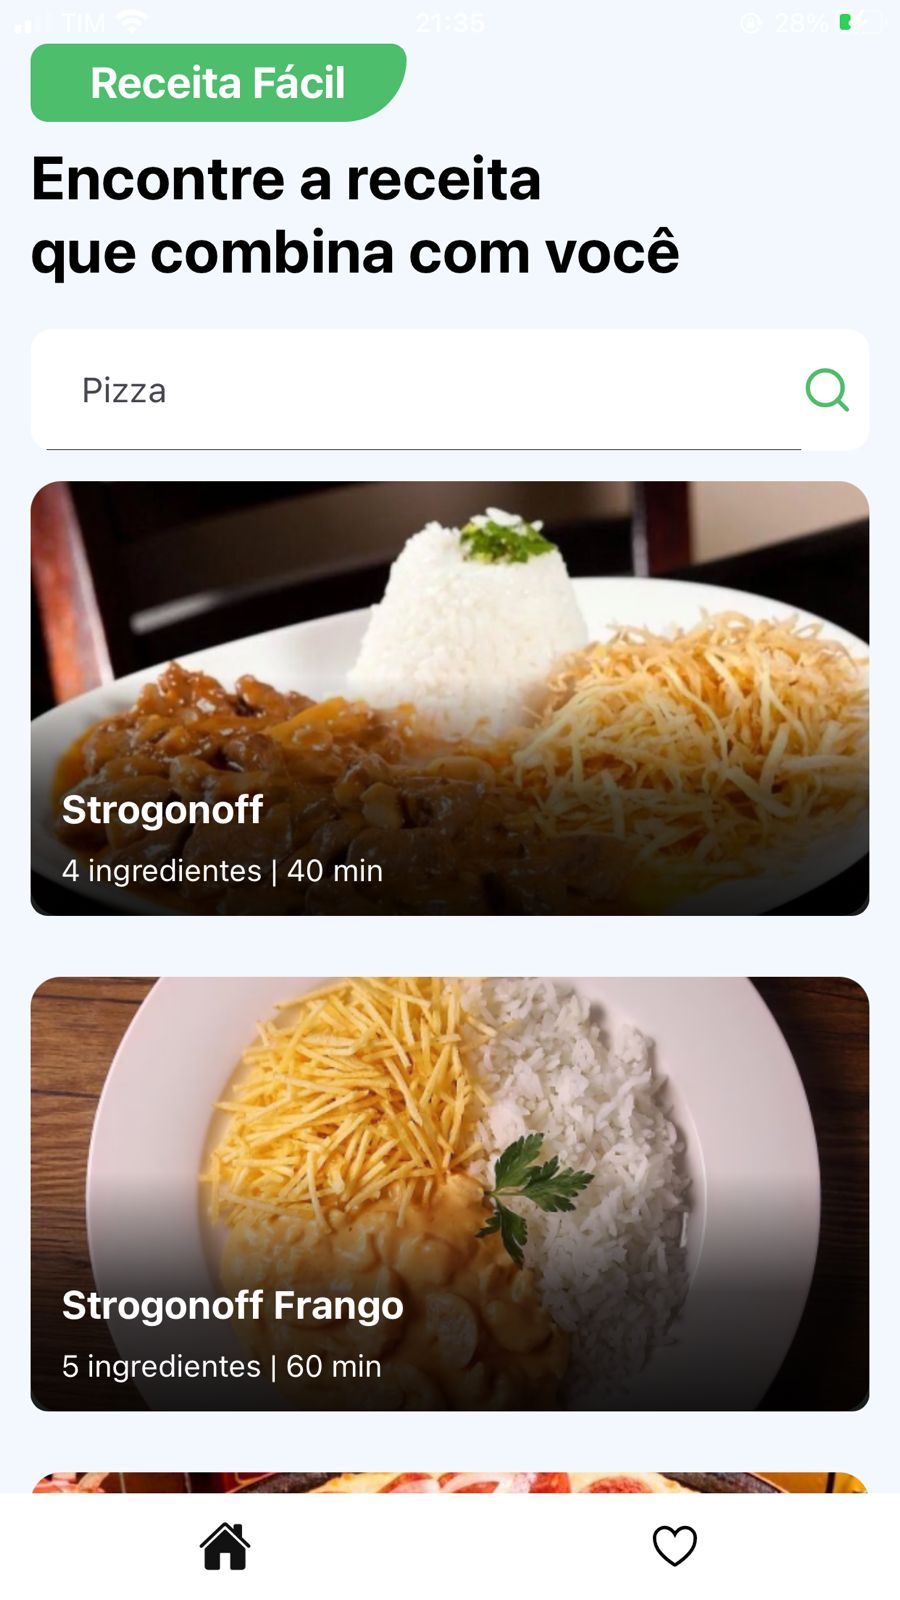 TIM 21:35 28%
Receita Fácil
Encontre a receita
que combina com você
Pizza
Strogonoff
4 ingredientes | 40 min
Strogonoff Frango
5 ingredientes | 60 min